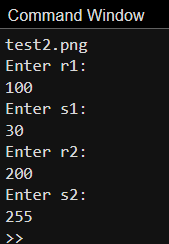 Command Window
test2.png
Enter r1:
100
Enter s1:
30
Enter r2:
200
Enter s2:
255
>>